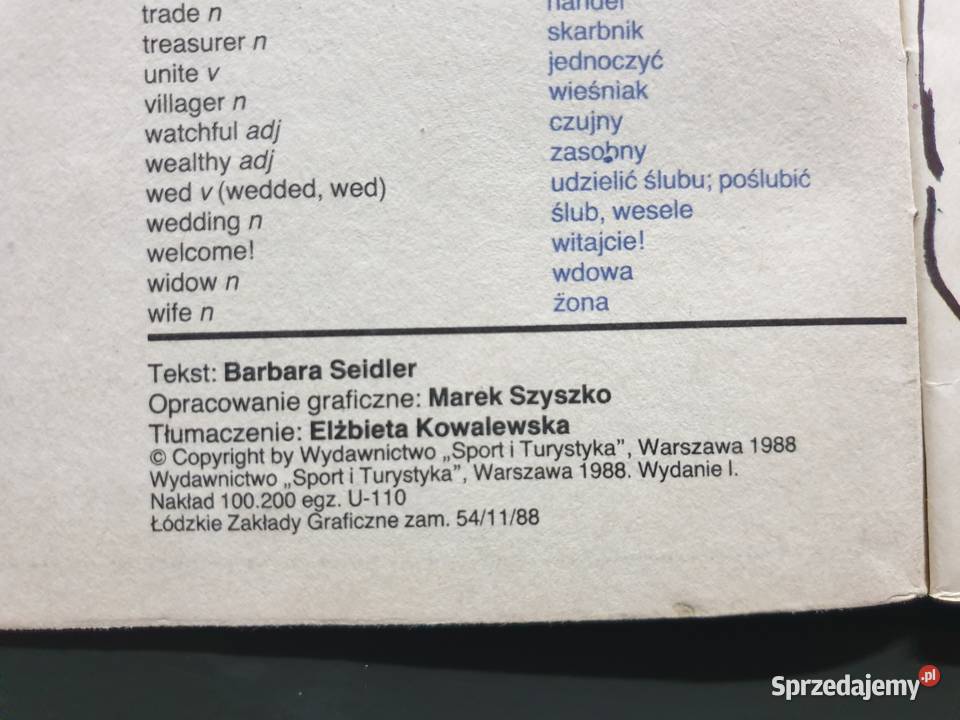 trade n handel
treasurer n skarbnik
unite v jednoczyć
villager n wieśniak
watchful adj czujny
wealthy adj zasobny
wed v (wedded, wed) udzielić ślubu; poślubić
wedding n ślub, wesele
welcome! witajcie!
widow n wdowa
wife n żona
Tekst: Barbara Seidler
Opracowanie graficzne: Marek Szyszko
Tłumaczenie: Elżbieta Kowalewska
© Copyright by Wydawnictwo „Sport i Turystyka”, Warszawa 1988
Wydawnictwo „Sport i Turystyka”, Warszawa 1988. Wydanie I.
Nakład 100.200 egz. U-110
Łódzkie Zakłady Graficzne zam. 54/11/88
Sprzedajemy.pl